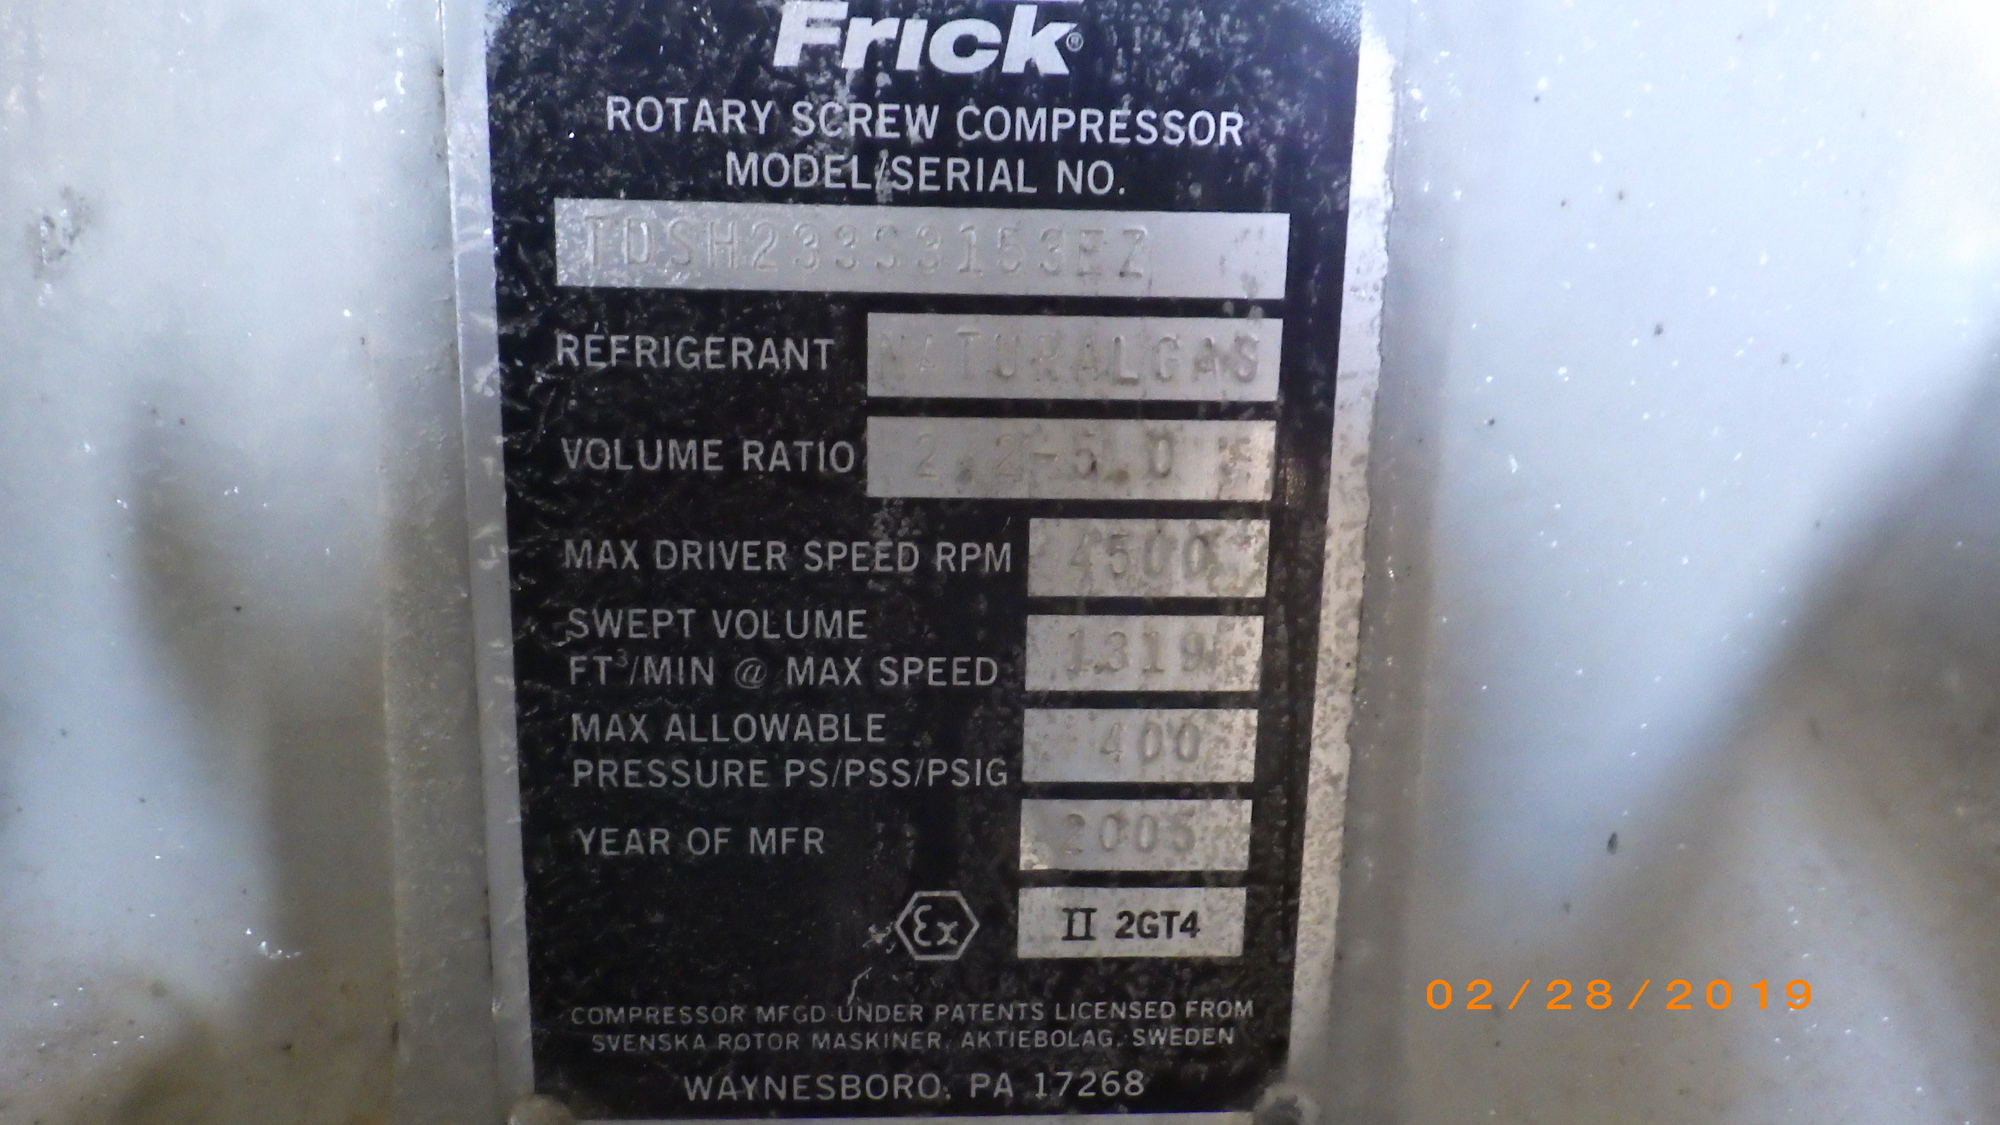 Frick®
ROTARY SCREW COMPRESSOR
MODEL/SERIAL NO.
TDSH233S3153EZ
REFRIGERANT NATURALGAS
VOLUME RATIO 2.2-5.0
MAX DRIVER SPEED RPM 4500
SWEPT VOLUME
FT³/MIN @ MAX SPEED 1319
MAX ALLOWABLE
PRESSURE PS/PSS/PSIG 400
YEAR OF MFR 2005
Ex II 2GT4
COMPRESSOR MFGD UNDER PATENTS LICENSED FROM
SVENSKA ROTOR MASKINER, AKTIEBOLAG, SWEDEN
WAYNESBORO, PA 17268
02/28/2019